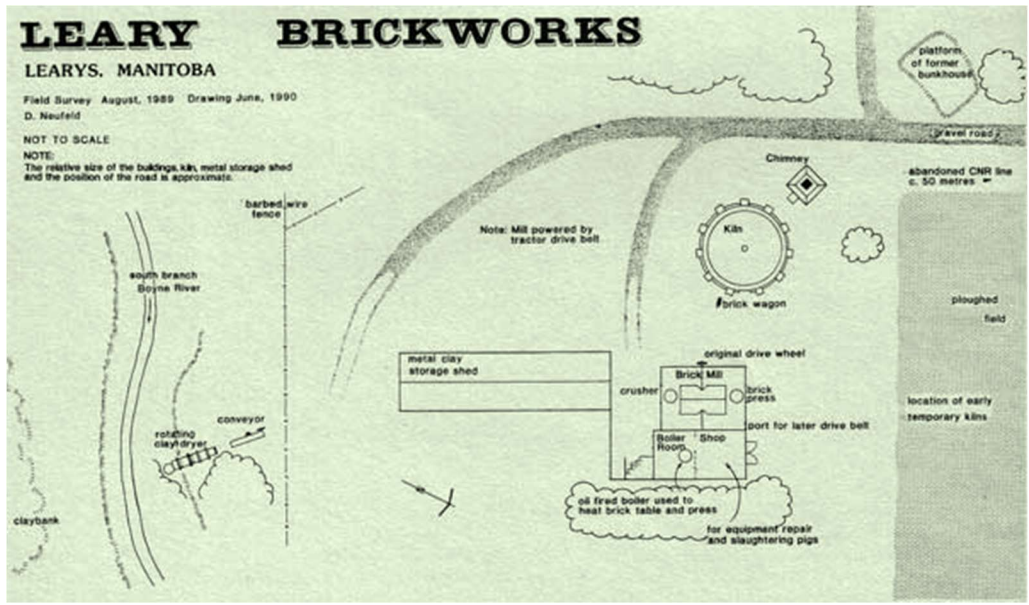 LEARY BRICKWORKS
LEARYS, MANITOBA
Field Survey August, 1989 Drawing June, 1990
D. Neufeld
NOT TO SCALE
NOTE:
The relative size of the buildings, kiln, metal storage shed
and the position of the road is approximate.
platform
of former
bunkhouse
gravel road
abandoned CNR line
c. 50 metres
Chimney
barbed wire
fence
Note: Mill powered by
tractor drive belt
Kiln
brick wagon
south branch
Boyne River
ploughed
field
metal clay
storage shed
original drive wheel
Brick Mill
crusher
brick
press
location of early
temporary kilns
port for later drive belt
conveyor
rotating
clay dryer
Boiler
Room
Shop
oil fired boiler used to
heat brick table and press
claybank
for equipment repair
and slaughtering pigs